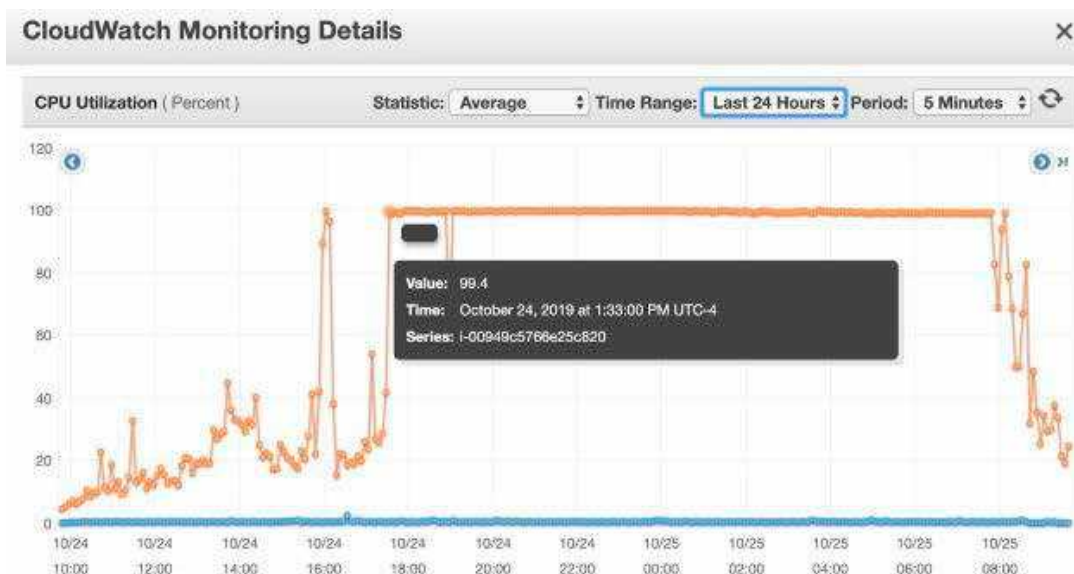 CloudWatch Monitoring Details
CPU Utilization ( Percent ) Statistic: Average Time Range: Last 24 Hours Period: 5 Minutes
120
100
80
60
40
20
0
Value: 99.4
Time: October 24, 2019 at 1:33:00 PM UTC-4
Series: i-00949c5766e25c820
10/24 10/24 10/24 10/24 10/24 10/24 10/24 10/25 10/25 10/25 10/25 10/25
10:00 12:00 14:00 16:00 18:00 20:00 22:00 00:00 02:00 04:00 06:00 08:00